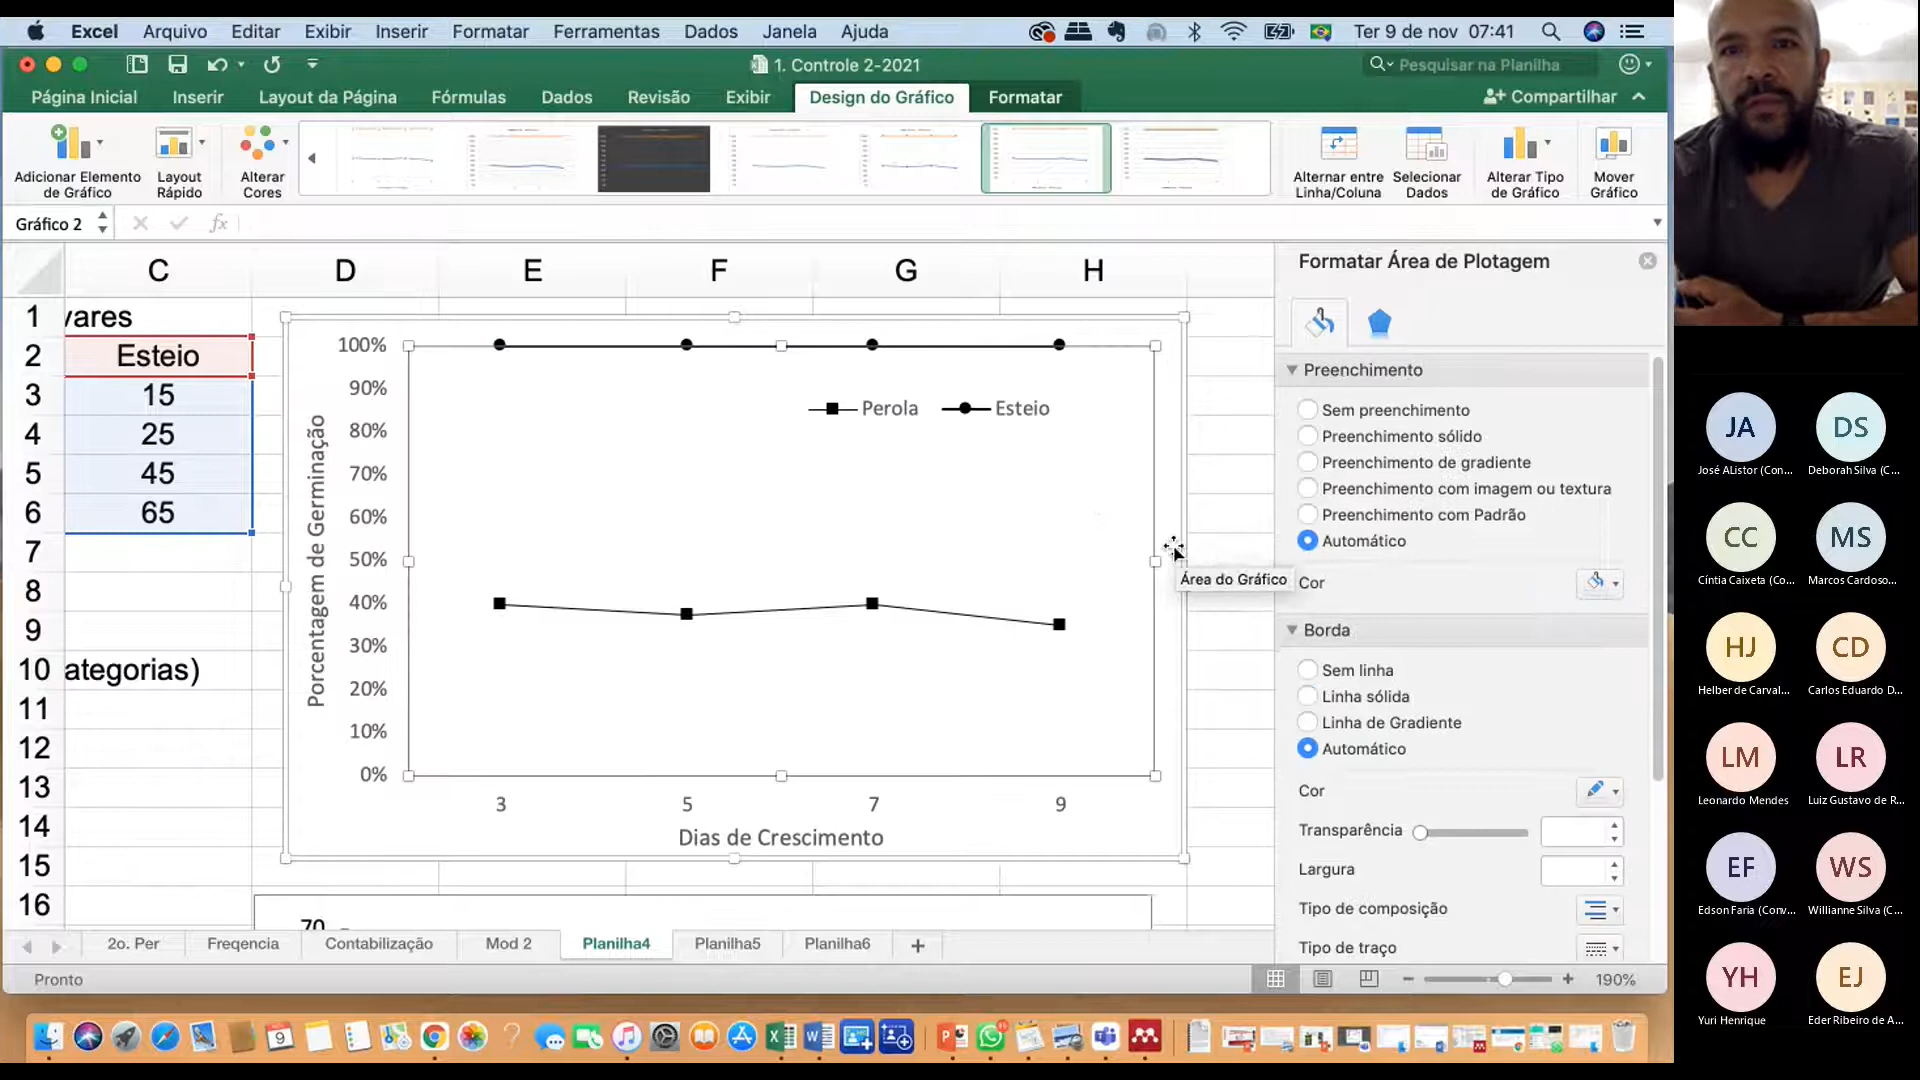 Excel Arquivo Editar Exibir Inserir Formatar Ferramentas Dados Janela Ajuda Ter 9 de nov 07:41
1. Controle 2-2021 Pesquisar na Planilha
Página Inicial Inserir Layout da Página Fórmulas Dados Revisão Exibir Design do Gráfico Formatar Compartilhar
Adicionar Elemento de Gráfico
Layout Rápido
Alterar Cores
Alternar entre Linha/Coluna
Selecionar Dados
Alterar Tipo de Gráfico
Mover Gráfico
Gráfico 2 fx
C D E F G H
1 vares
2 Esteio
3 15
4 25
5 45
6 65
7
8
9
10 ategorias)
11
12
13
14
15
16
100%
90%
80%
70%
60%
50%
40%
30%
20%
10%
0%
Porcentagem de Germinação
Perola Esteio
3 5 7 9
Dias de Crescimento
Área do Gráfico
70
Formatar Área de Plotagem
Preenchimento
Sem preenchimento
Preenchimento sólido
Preenchimento de gradiente
Preenchimento com imagem ou textura
Preenchimento com Padrão
Automático
Cor
Borda
Sem linha
Linha sólida
Linha de Gradiente
Automático
Cor
Transparência
Largura
Tipo de composição
Tipo de traço
2o. Per Freqencia Contabilização Mod 2 Planilha4 Planilha5 Planilha6
Pronto 190%
JA DS
José Alistor (Con... Deborah Silva (C...
CC MS
Cíntia Caixeta (Co... Marcos Cardoso...
HJ CD
Helber de Carval... Carlos Eduardo D...
LM LR
Leonardo Mendes Luiz Gustavo de R...
EF WS
Edson Faria (Conv... Willianne Silva (C...
YH EJ
Yuri Henrique Eder Ribeiro de A...